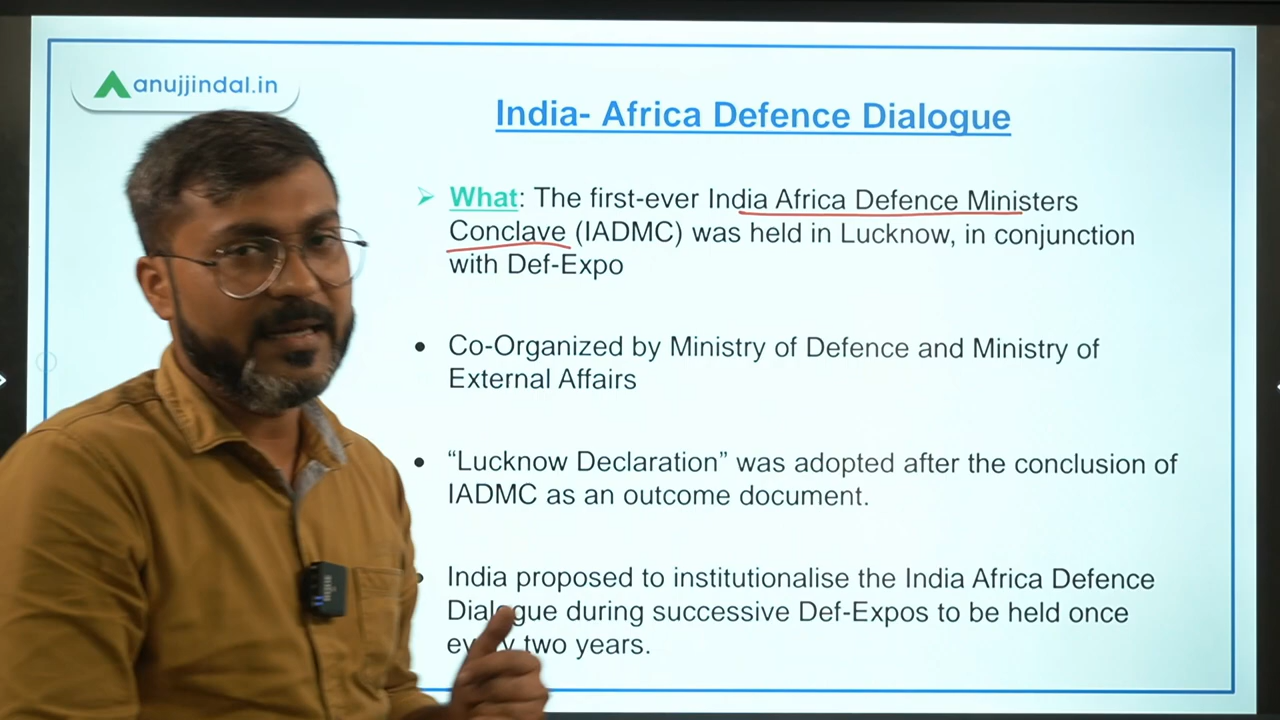 anujjindal.in
India- Africa Defence Dialogue
What: The first-ever India Africa Defence Ministers
Conclave (IADMC) was held in Lucknow, in conjunction
with Def-Expo
Co-Organized by Ministry of Defence and Ministry of
External Affairs
“Lucknow Declaration” was adopted after the conclusion of
IADMC as an outcome document.
India proposed to institutionalise the India Africa Defence
Dialogue during successive Def-Expos to be held once
every two years.